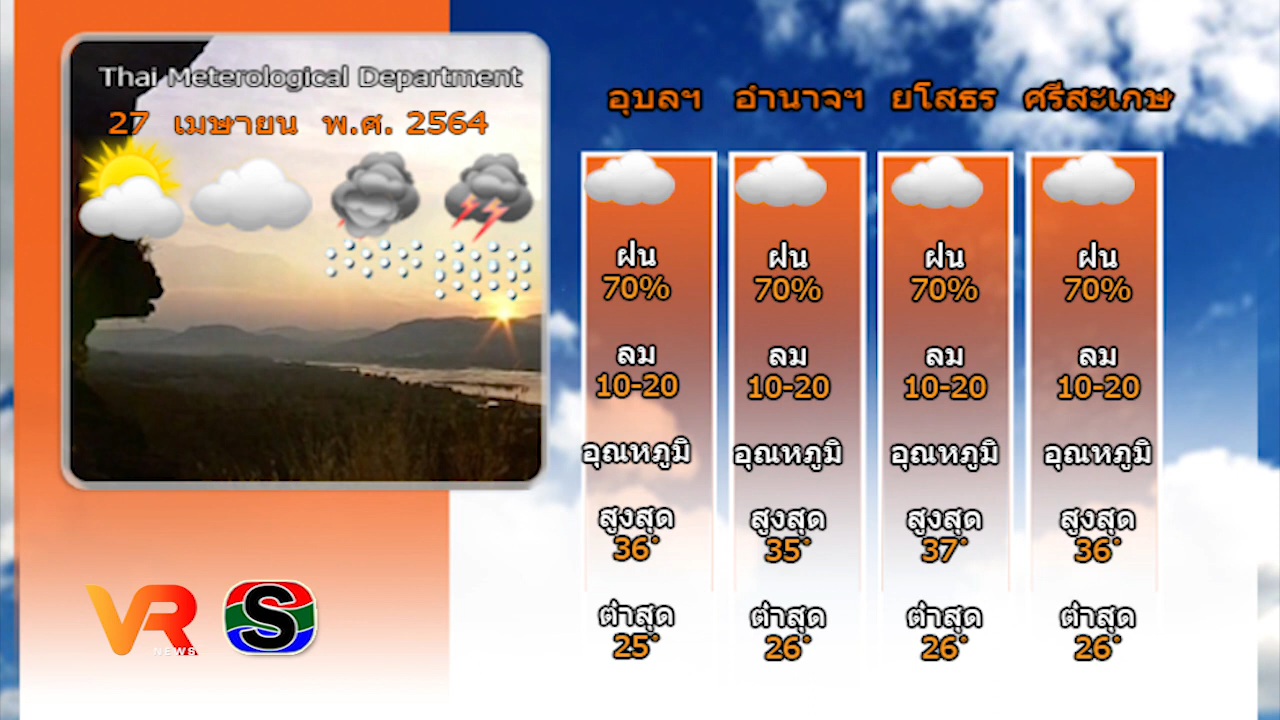 Thai Meterological Department
27 เมษายน พ.ศ. 2564
อุบลฯ อำนาจฯ ยโสธร ศรีสะเกษ
ฝน ฝน ฝน ฝน
70% 70% 70% 70%
ลม ลม ลม ลม
10-20 10-20 10-20 10-20
อุณหภูมิ อุณหภูมิ อุณหภูมิ อุณหภูมิ
สูงสุด สูงสุด สูงสุด สูงสุด
36° 35° 37° 36°
ต่ำสุด ต่ำสุด ต่ำสุด ต่ำสุด
25° 26° 26° 26°
VR
NEWS
S